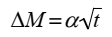 ΔM = α√t